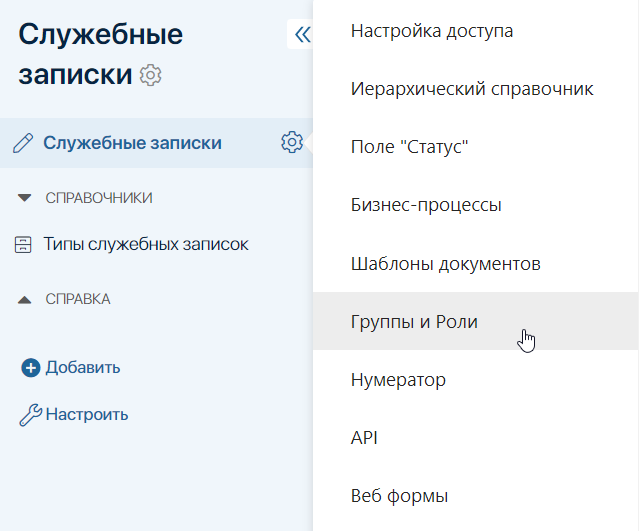 Служебные
записки
Служебные записки
СПРАВОЧНИКИ
Типы служебных записок
СПРАВКА
Добавить
Настроить
Настройка доступа
Иерархический справочник
Поле "Статус"
Бизнес-процессы
Шаблоны документов
Группы и Роли
Нумератор
API
Веб формы